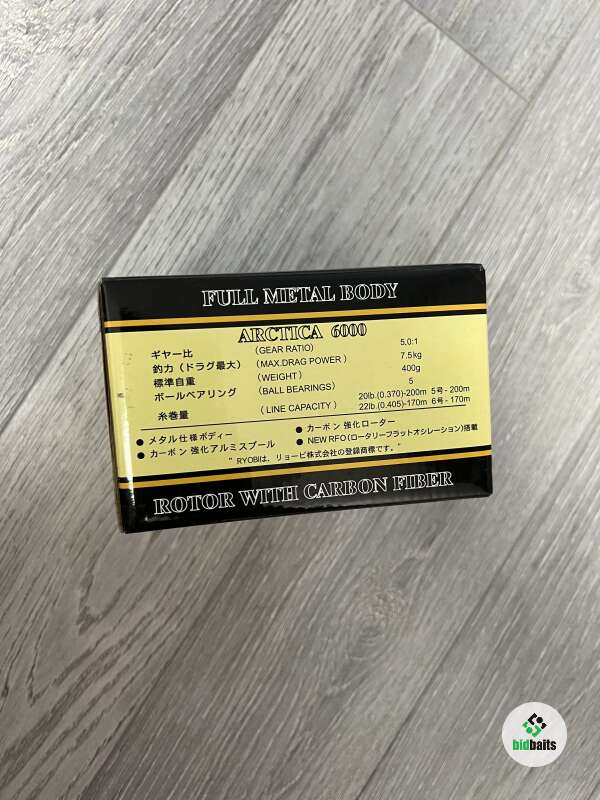 FULL METAL BODY
ARCTICA 6000
ギヤー比 (GEAR RATIO) 5.0:1
釣力（ドラグ最大） (MAX.DRAG POWER ) 7.5kg
標準自重 (WEIGHT ) 400g
ボールベアリング (BALL BEARINGS) 5
糸巻量 ( LINE CAPACITY ) 20lb.(0.370)-200m 5号 - 200m
22lb.(0.405)-170m 6号 - 170m
● メタル仕様ボディー ● カーボン 強化ローター
● カーボン 強化アルミスプール ● NEW RFO(ロータリーフラットオシレーション)搭載
" RYOBIは、リョービ株式会社の登録商標です。"
ROTOR WITH CARBON FIBER
bidbaits